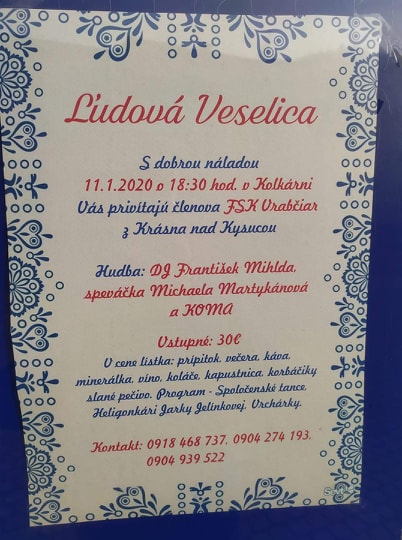 Ľudová Veselica
S dobrou náladou
11.1.2020 o 18:30 hod. v Kolkárni
Vás privítajú členova FSK Vrabčiar
z Krásna nad Kysucou
Hudba: DJ František Mihlda,
speváčka Michaela Martykánová
a KOMA
Vstupné: 30€
V cene lístka: prípitok, večera, káva,
minerálka, víno, koláče, kapustnica, korbáčiky
slané pečivo. Program - Spoločenské tance,
Heligonkári Jarky Jelínkovej, Vrchárky.
Kontakt: 0918 468 737, 0904 274 193,
0904 939 522